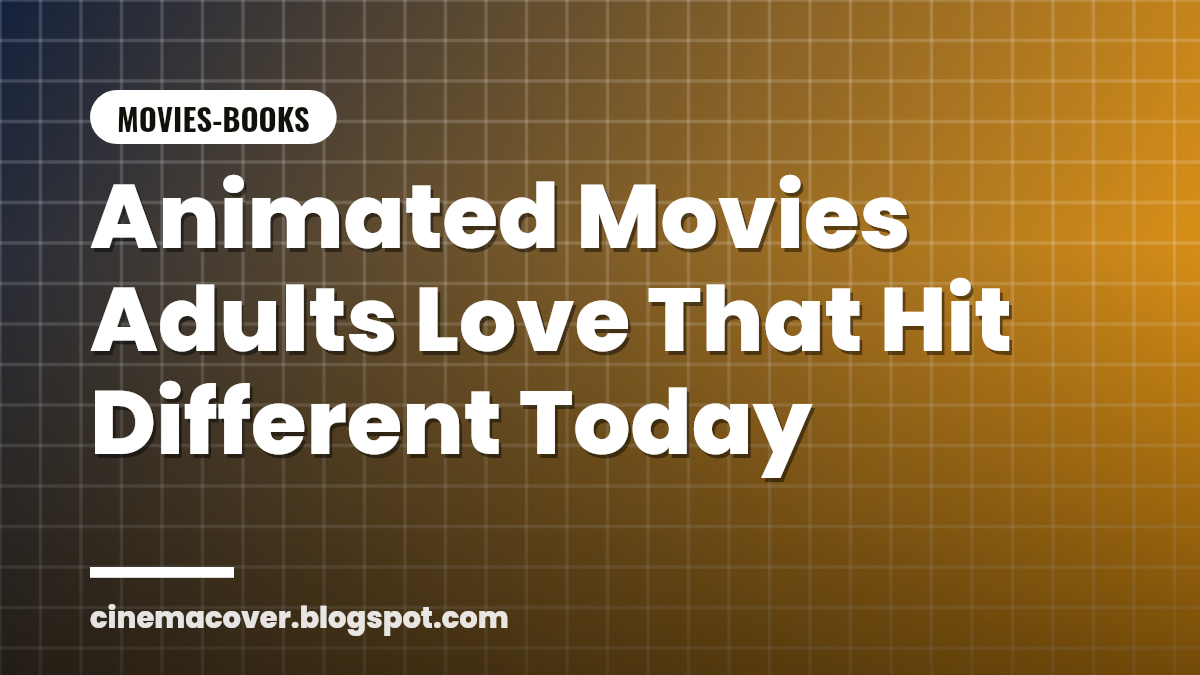 MOVIES-BOOKS
Animated Movies
Adults Love That Hit
Different Today
cinemacover.blogspot.com